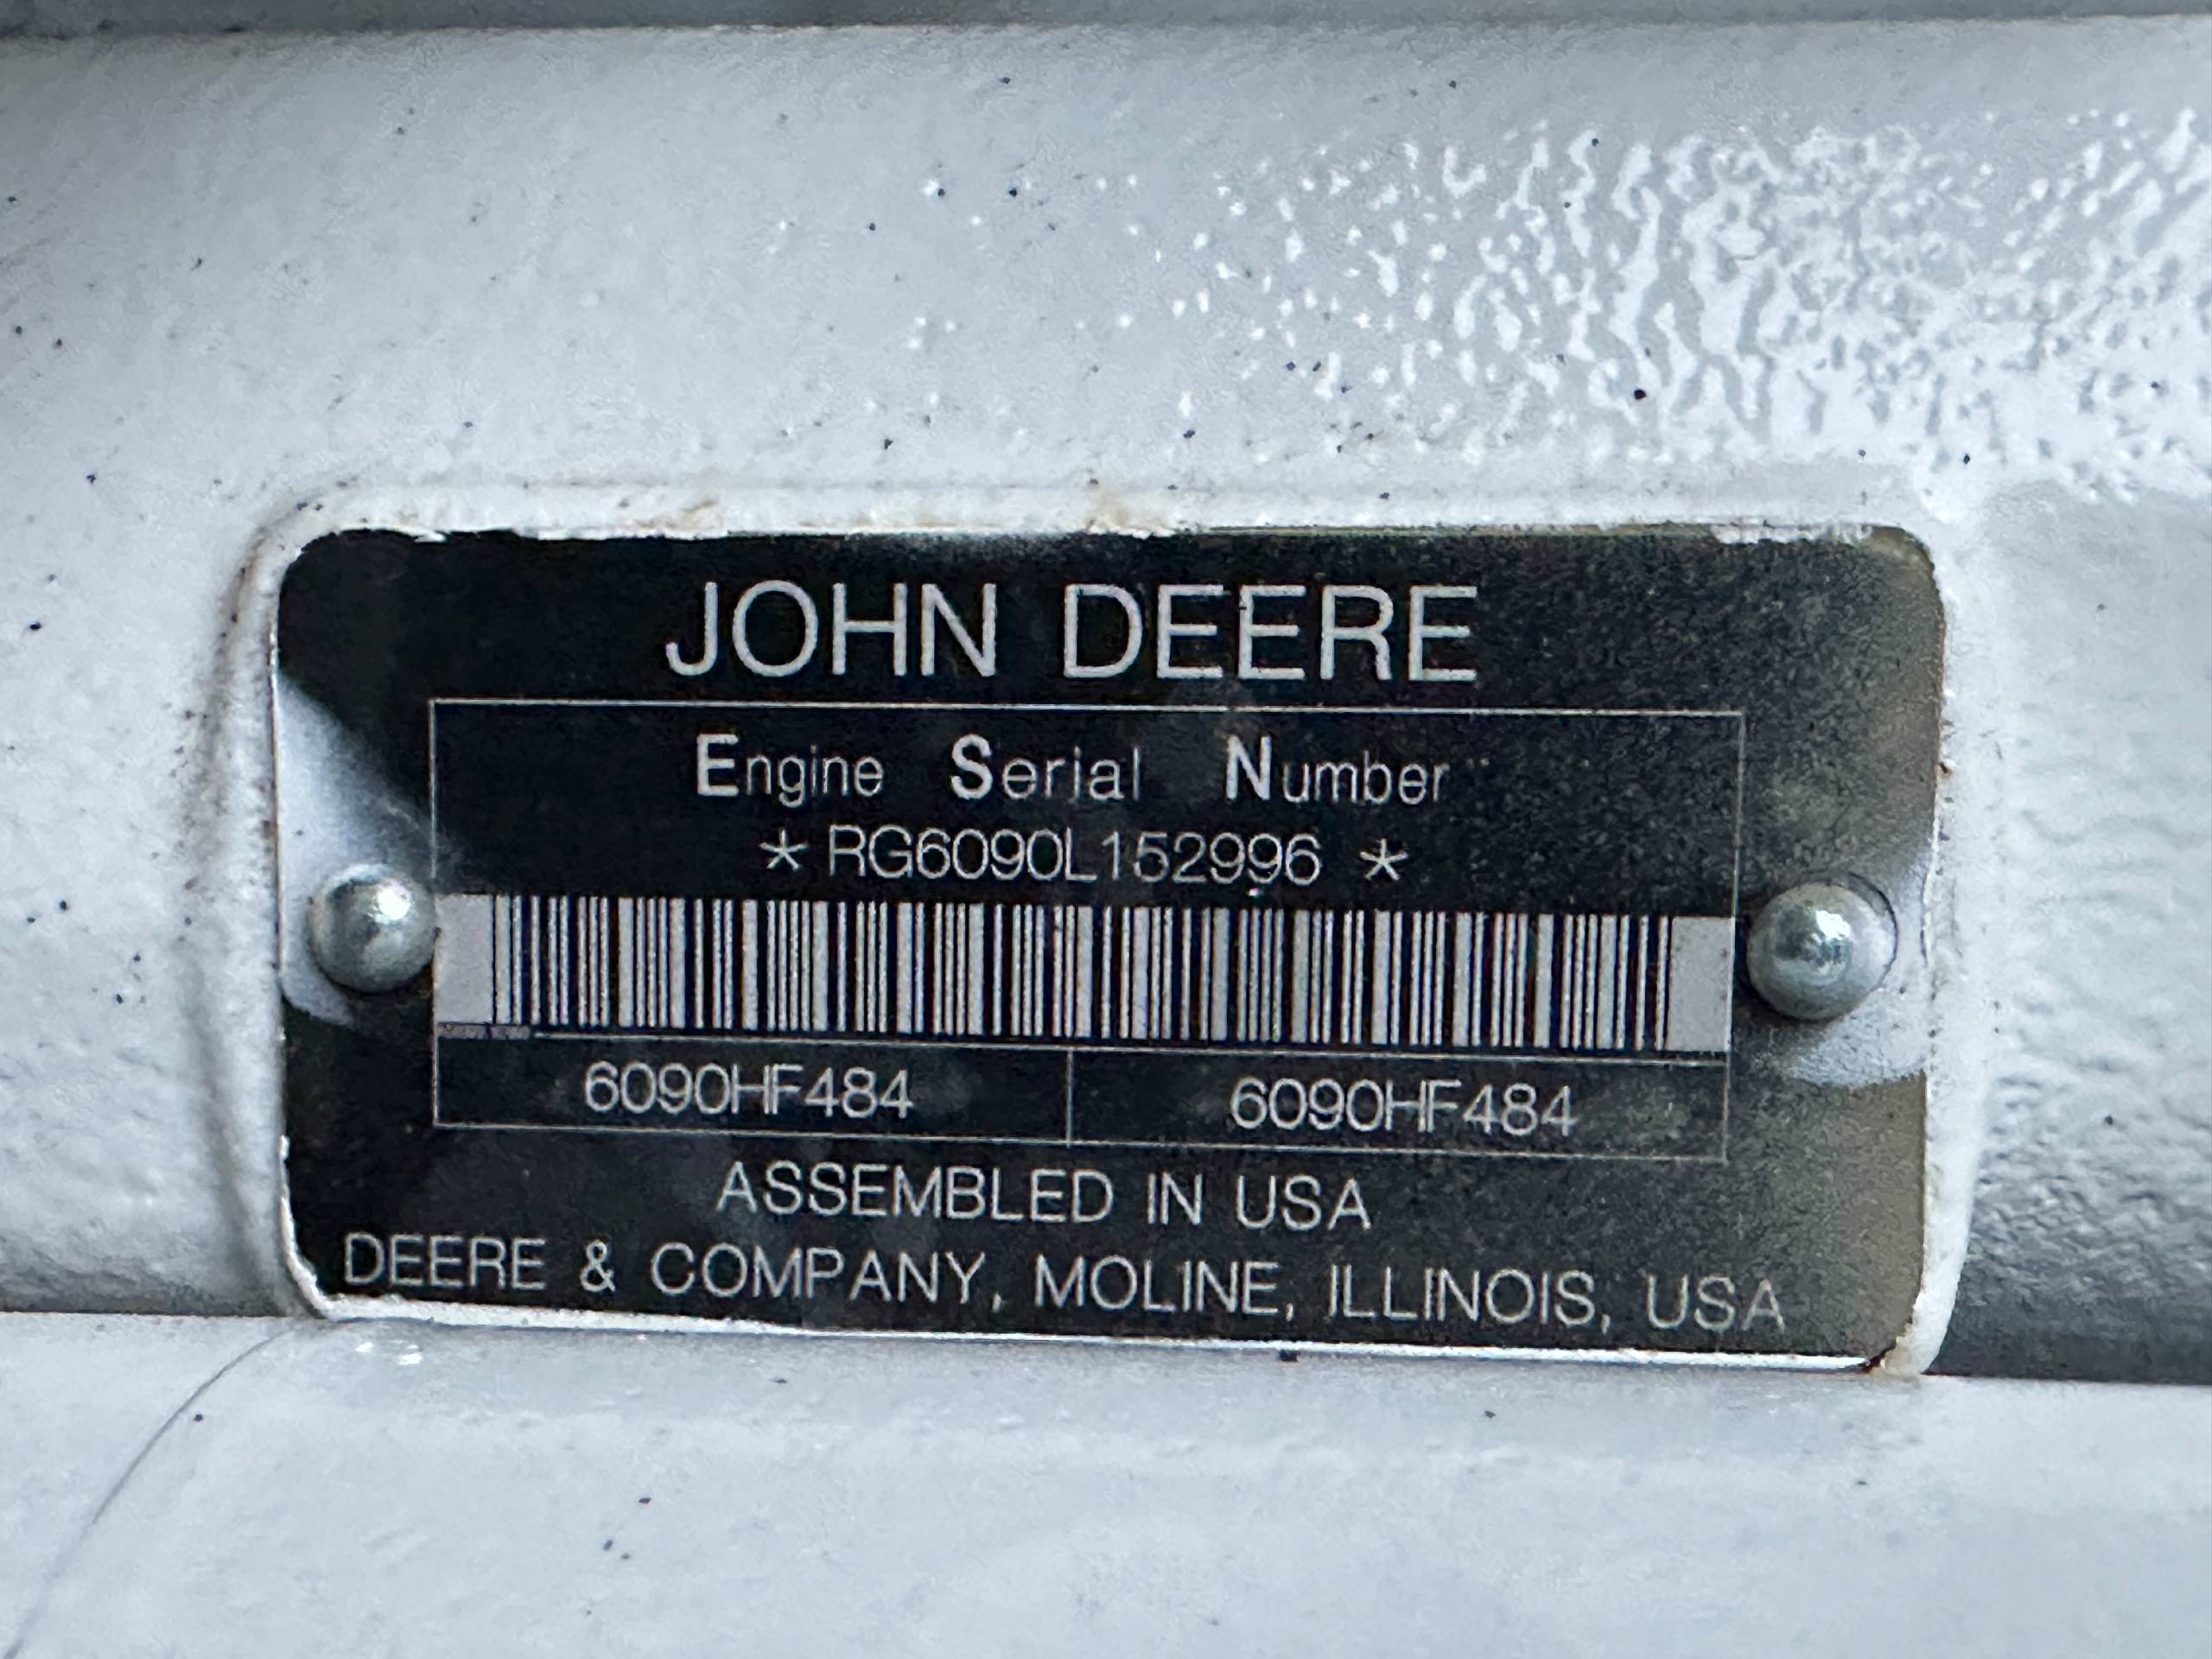 JOHN DEERE
Engine Serial Number
* RG6090L152996 *
6090HF484 6090HF484
ASSEMBLED IN USA
DEERE & COMPANY, MOLINE, ILLINOIS, USA